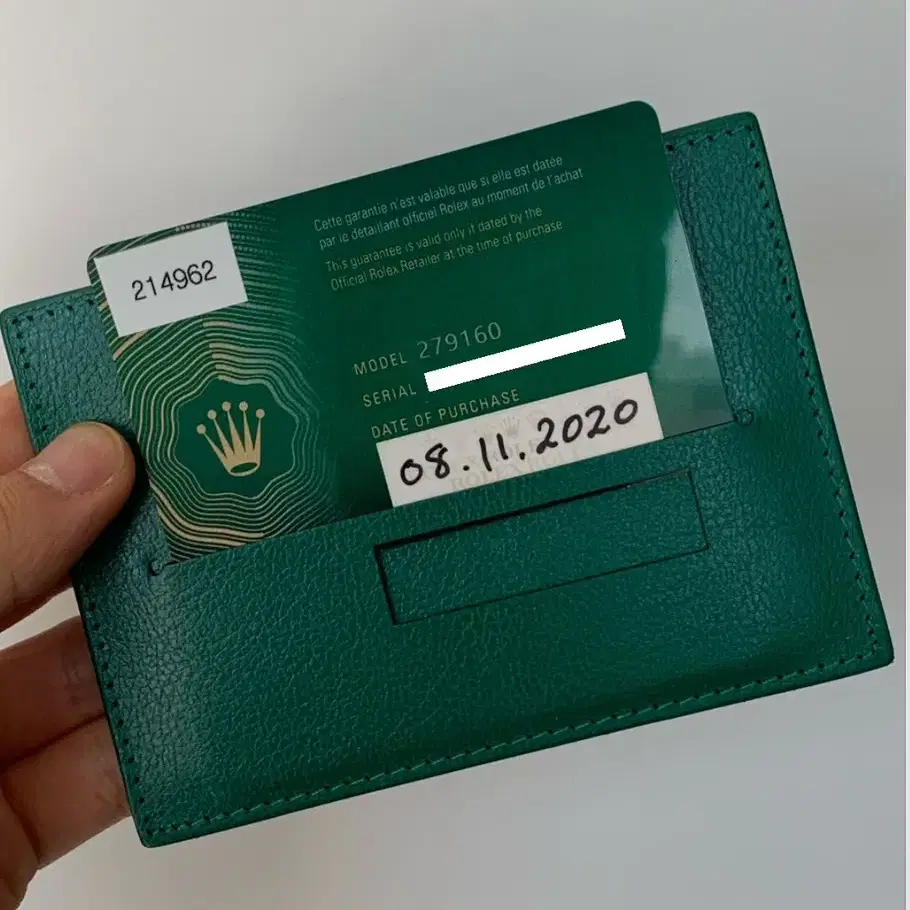 214962
Cette garantie n'est valable que si elle est datée
par le détaillant officiel Rolex au moment de l'achat
This guarantee is valid only if dated by the
Official Rolex Retailer at the time of purchase
MODEL 279160
SERIAL
DATE OF PURCHASE
08.11.2020